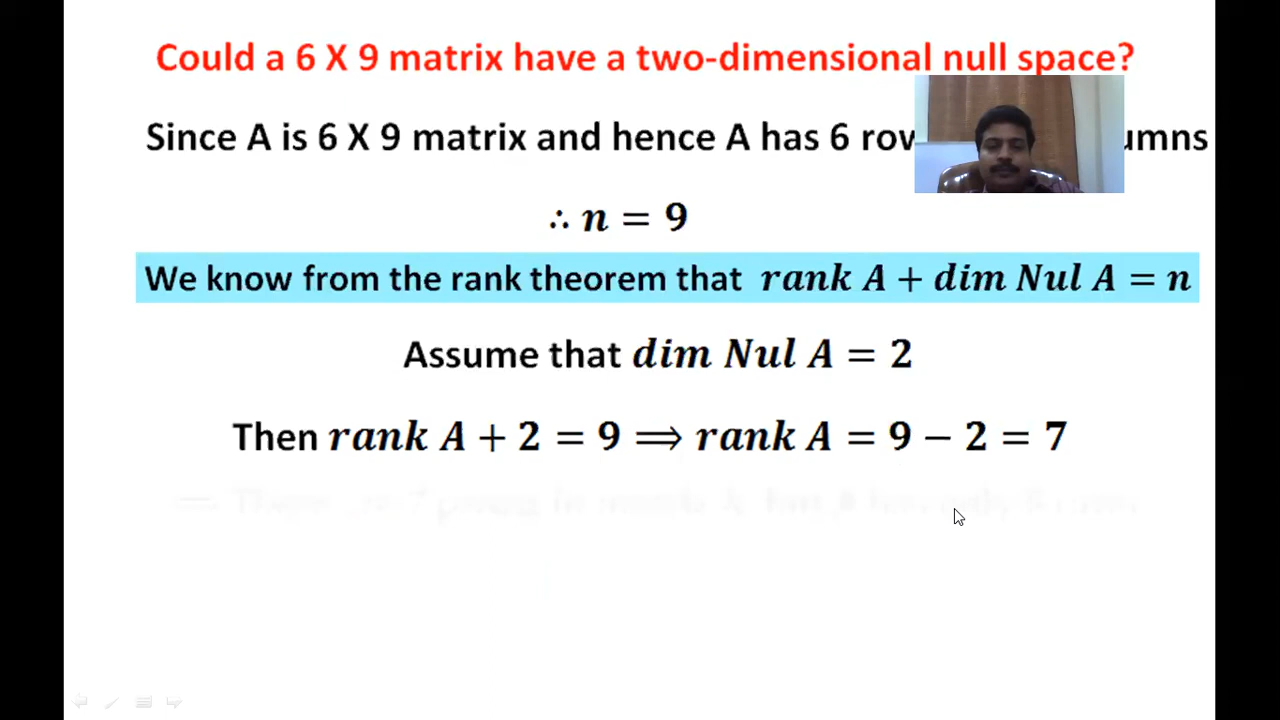 Could a 6 X 9 matrix have a two-dimensional null space?
Since A is 6 X 9 matrix and hence A has 6
∴ n = 9
We know from the rank theorem that rank A + dim Nul A = n
Assume that dim Nul A = 2
Then rank A + 2 = 9 ⟹ rank A = 9 − 2 = 7